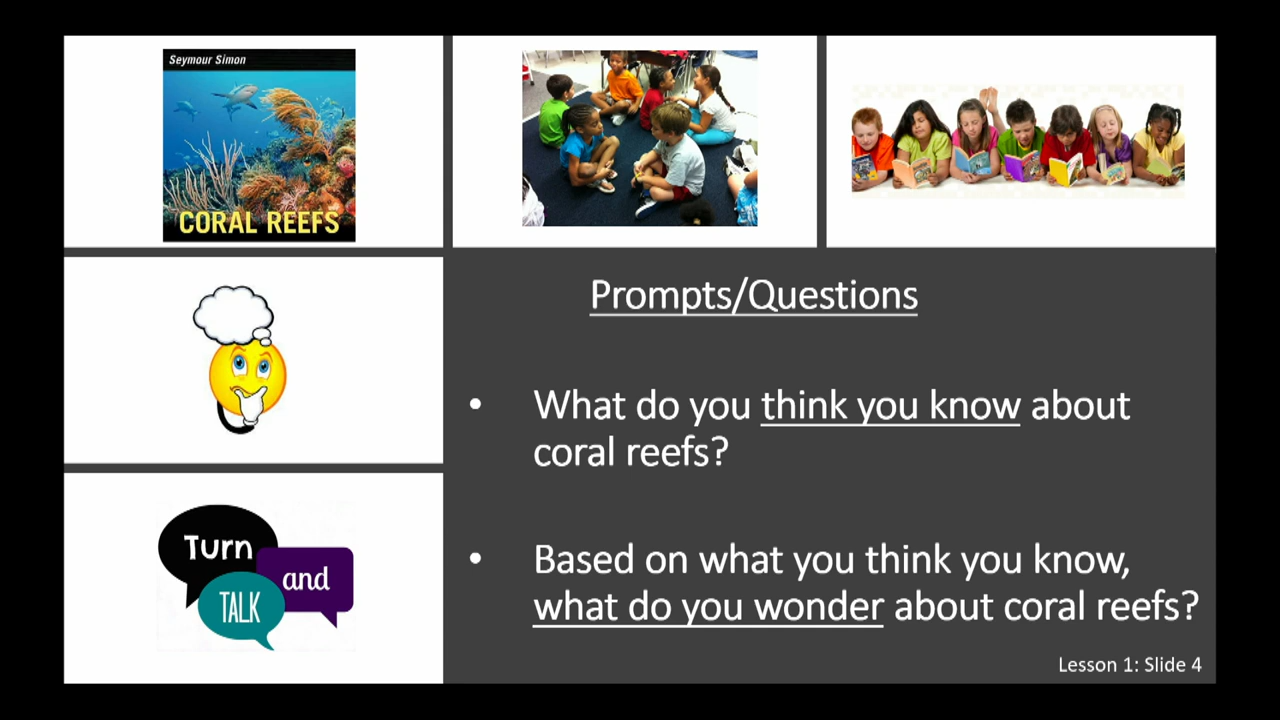 Seymour Simon
CORAL REEFS
Turn
and
TALK
Prompts/Questions
• What do you think you know about
coral reefs?
• Based on what you think you know,
what do you wonder about coral reefs?
Lesson 1: Slide 4